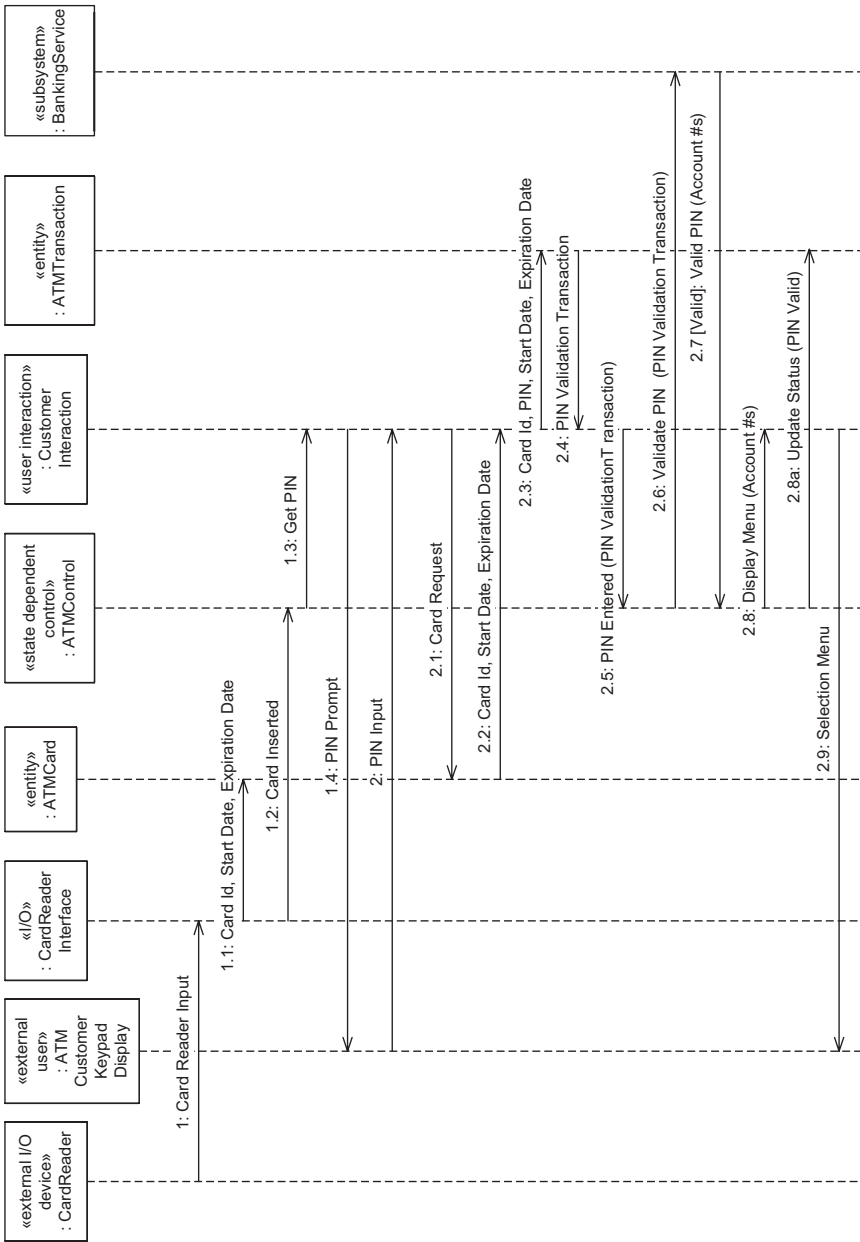 «external I/O
device»
: CardReader
«external
user»
: ATM
Customer
Keypad
Display
«I/O»
: CardReader
Interface
«entity»
: ATMCard
«state dependent
control»
: ATMControl
«user interaction»
: Customer
Interaction
«entity»
: ATMTransaction
«subsystem»
: BankingService
1: Card Reader Input
1.1: Card Id, Start Date, Expiration Date
1.2: Card Inserted
1.3: Get PIN
1.4: PIN Prompt
2: PIN Input
2.1: Card Request
2.2: Card Id, Start Date, Expiration Date
2.3: Card Id, PIN, Start Date, Expiration Date
2.4: PIN Validation Transaction
2.5: PIN Entered (PIN ValidationT ransaction)
2.6: Validate PIN (PIN Validation Transaction)
2.7 [Valid]: Valid PIN (Account #s)
2.8: Display Menu (Account #s)
2.8a: Update Status (PIN Valid)
2.9: Selection Menu